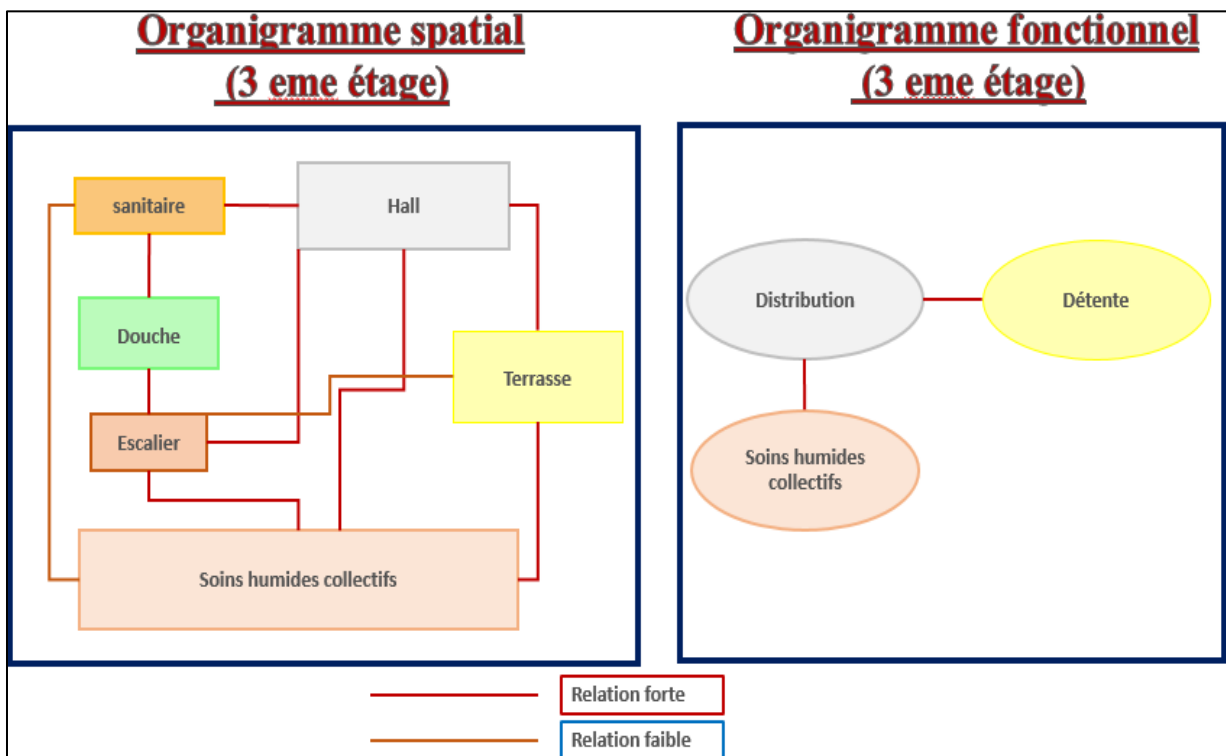 Organigramme spatial
(3 eme étage)
Organigramme fonctionnel
(3 eme étage)
sanitaire
Hall
Douche
Terrasse
Escalier
Soins humides collectifs
Distribution
Détente
Soins humides
collectifs
Relation forte
Relation faible